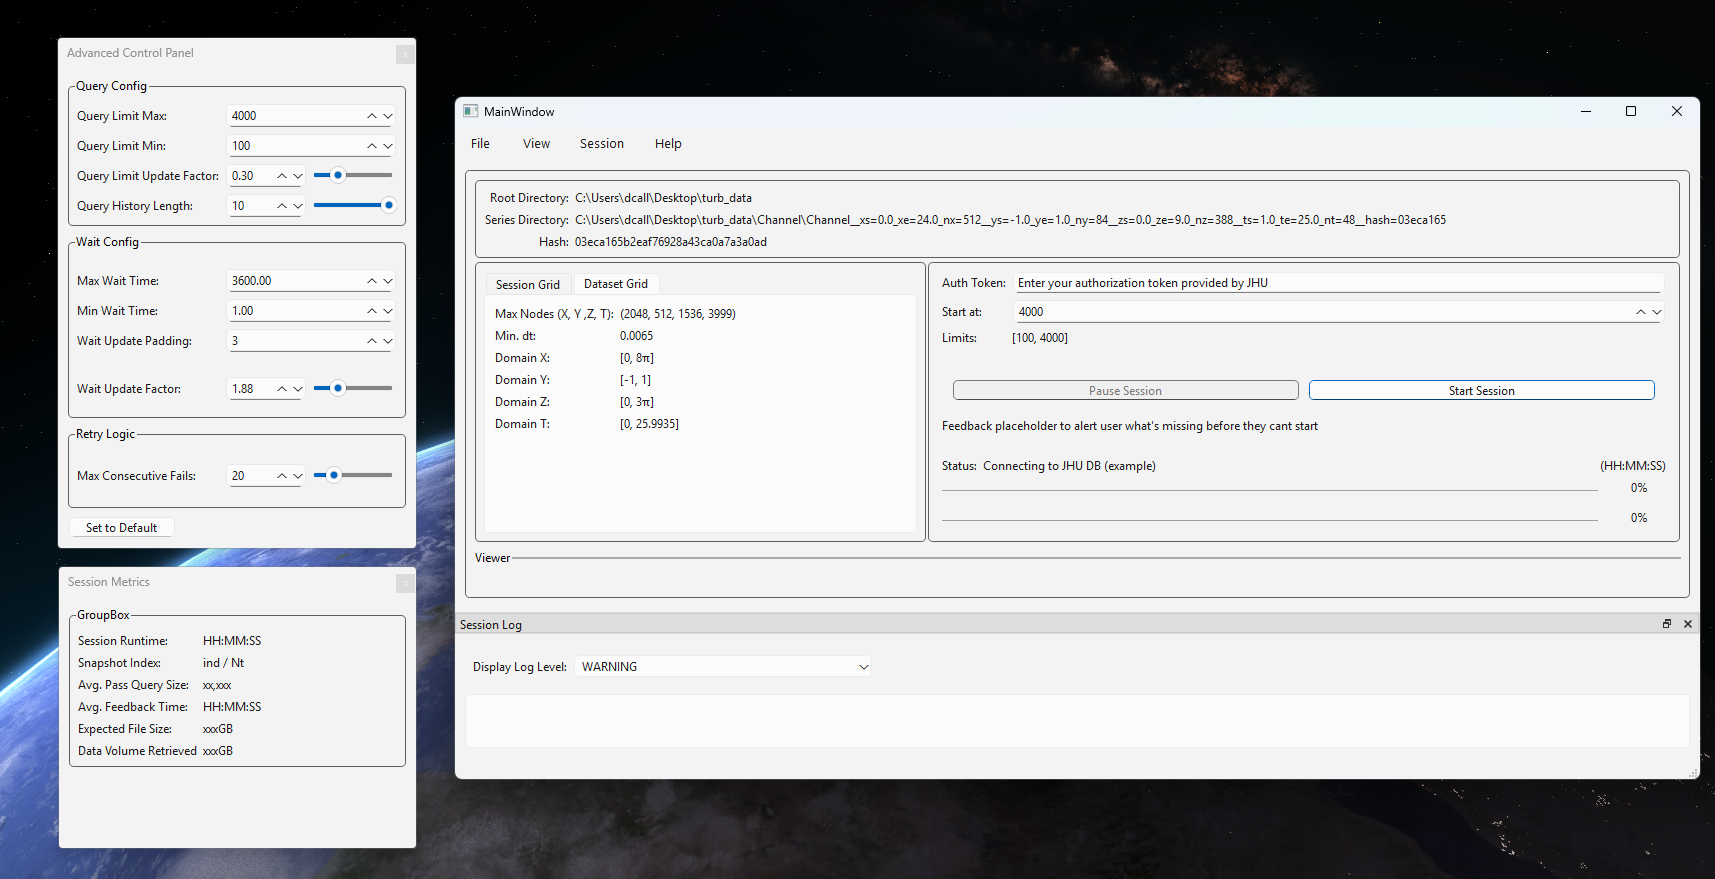 Advanced Control Panel
Query Config
Query Limit Max: 4000
Query Limit Min: 100
Query Limit Update Factor: 0.30
Query History Length: 10
Wait Config
Max Wait Time: 3600.00
Min Wait Time: 1.00
Wait Update Padding: 3
Wait Update Factor: 1.88
Retry Logic
Max Consecutive Fails: 20
Set to Default
Session Metrics
GroupBox
Session Runtime: HH:MM:SS
Snapshot Index: ind / Nt
Avg. Pass Query Size: xx,xxx
Avg. Feedback Time: HH:MM:SS
Expected File Size: xxxGB
Data Volume Retrieved xxxGB
MainWindow
File View Session Help
Root Directory: C:\Users\dcall\Desktop\turb_data
Series Directory: C:\Users\dcall\Desktop\turb_data\Channel\Channel__xs=0.0_xe=24.0_nx=512__ys=-1.0_ye=1.0_ny=84__zs=0.0_ze=9.0_nz=388__ts=1.0_te=25.0_nt=48__hash=03eca165
Hash: 03eca165b2eaf76928a43ca0a7a3a0ad
Session Grid Dataset Grid
Max Nodes (X, Y ,Z, T): (2048, 512, 1536, 3999)
Min. dt: 0.0065
Domain X: [0, 8π]
Domain Y: [-1, 1]
Domain Z: [0, 3π]
Domain T: [0, 25.9935]
Auth Token: Enter your authorization token provided by JHU
Start at: 4000
Limits: [100, 4000]
Pause Session Start Session
Feedback placeholder to alert user what's missing before they cant start
Status: Connecting to JHU DB (example) (HH:MM:SS)
0%
0%
Viewer
Session Log
Display Log Level: WARNING